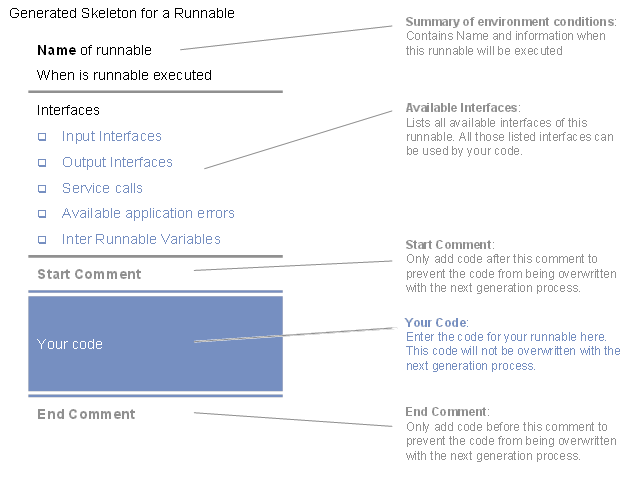 Generated Skeleton for a Runnable
Name of runnable
When is runnable executed
Interfaces
Input Interfaces
Output Interfaces
Service calls
Available application errors
Inter Runnable Variables
Start Comment
Your code
End Comment
Summary of environment conditions:
Contains Name and information when
this runnable will be executed
Available Interfaces:
Lists all available interfaces of this
runnable. All those listed interfaces can
be used by your code.
Start Comment:
Only add code after this comment to
prevent the code from being overwritten
with the next generation process.
Your Code:
Enter the code for your runnable here.
This code will not be overwritten with the
next generation process.
End Comment:
Only add code before this comment to
prevent the code from being overwritten
with the next generation process.